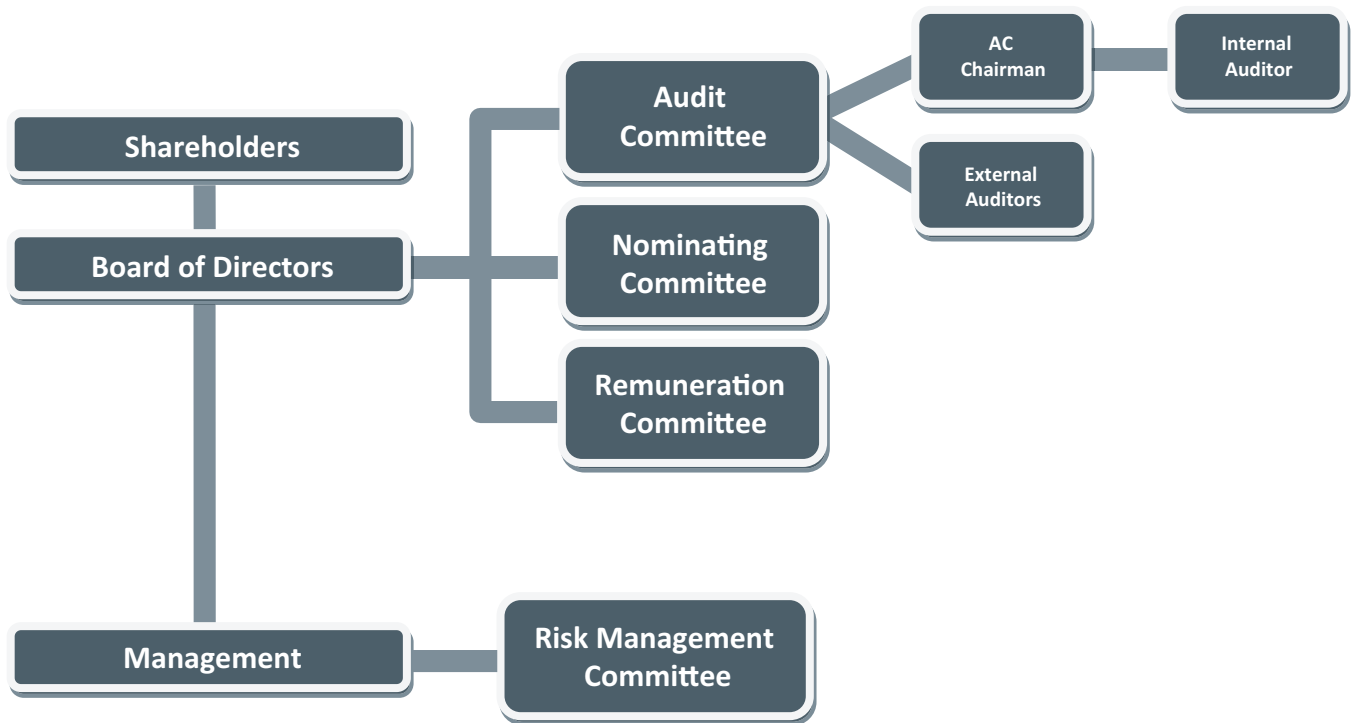 Shareholders
Board of Directors
Management
Audit
Committee
Nominating
Committee
Remuneration
Committee
Risk Management
Committee
AC
Chairman
External
Auditors
Internal
Auditor